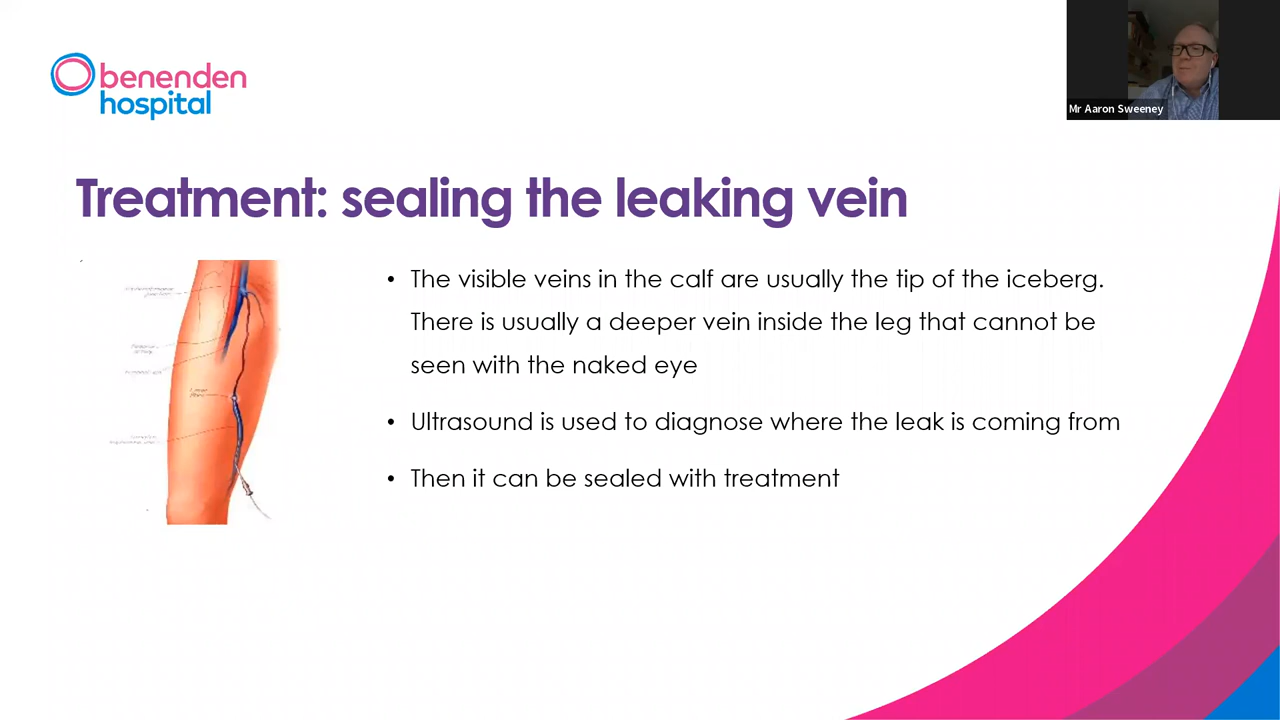 benenden
hospital
Mr Aaron Sweeney
Treatment: sealing the leaking vein
• The visible veins in the calf are usually the tip of the iceberg.
There is usually a deeper vein inside the leg that cannot be
seen with the naked eye
• Ultrasound is used to diagnose where the leak is coming from
• Then it can be sealed with treatment